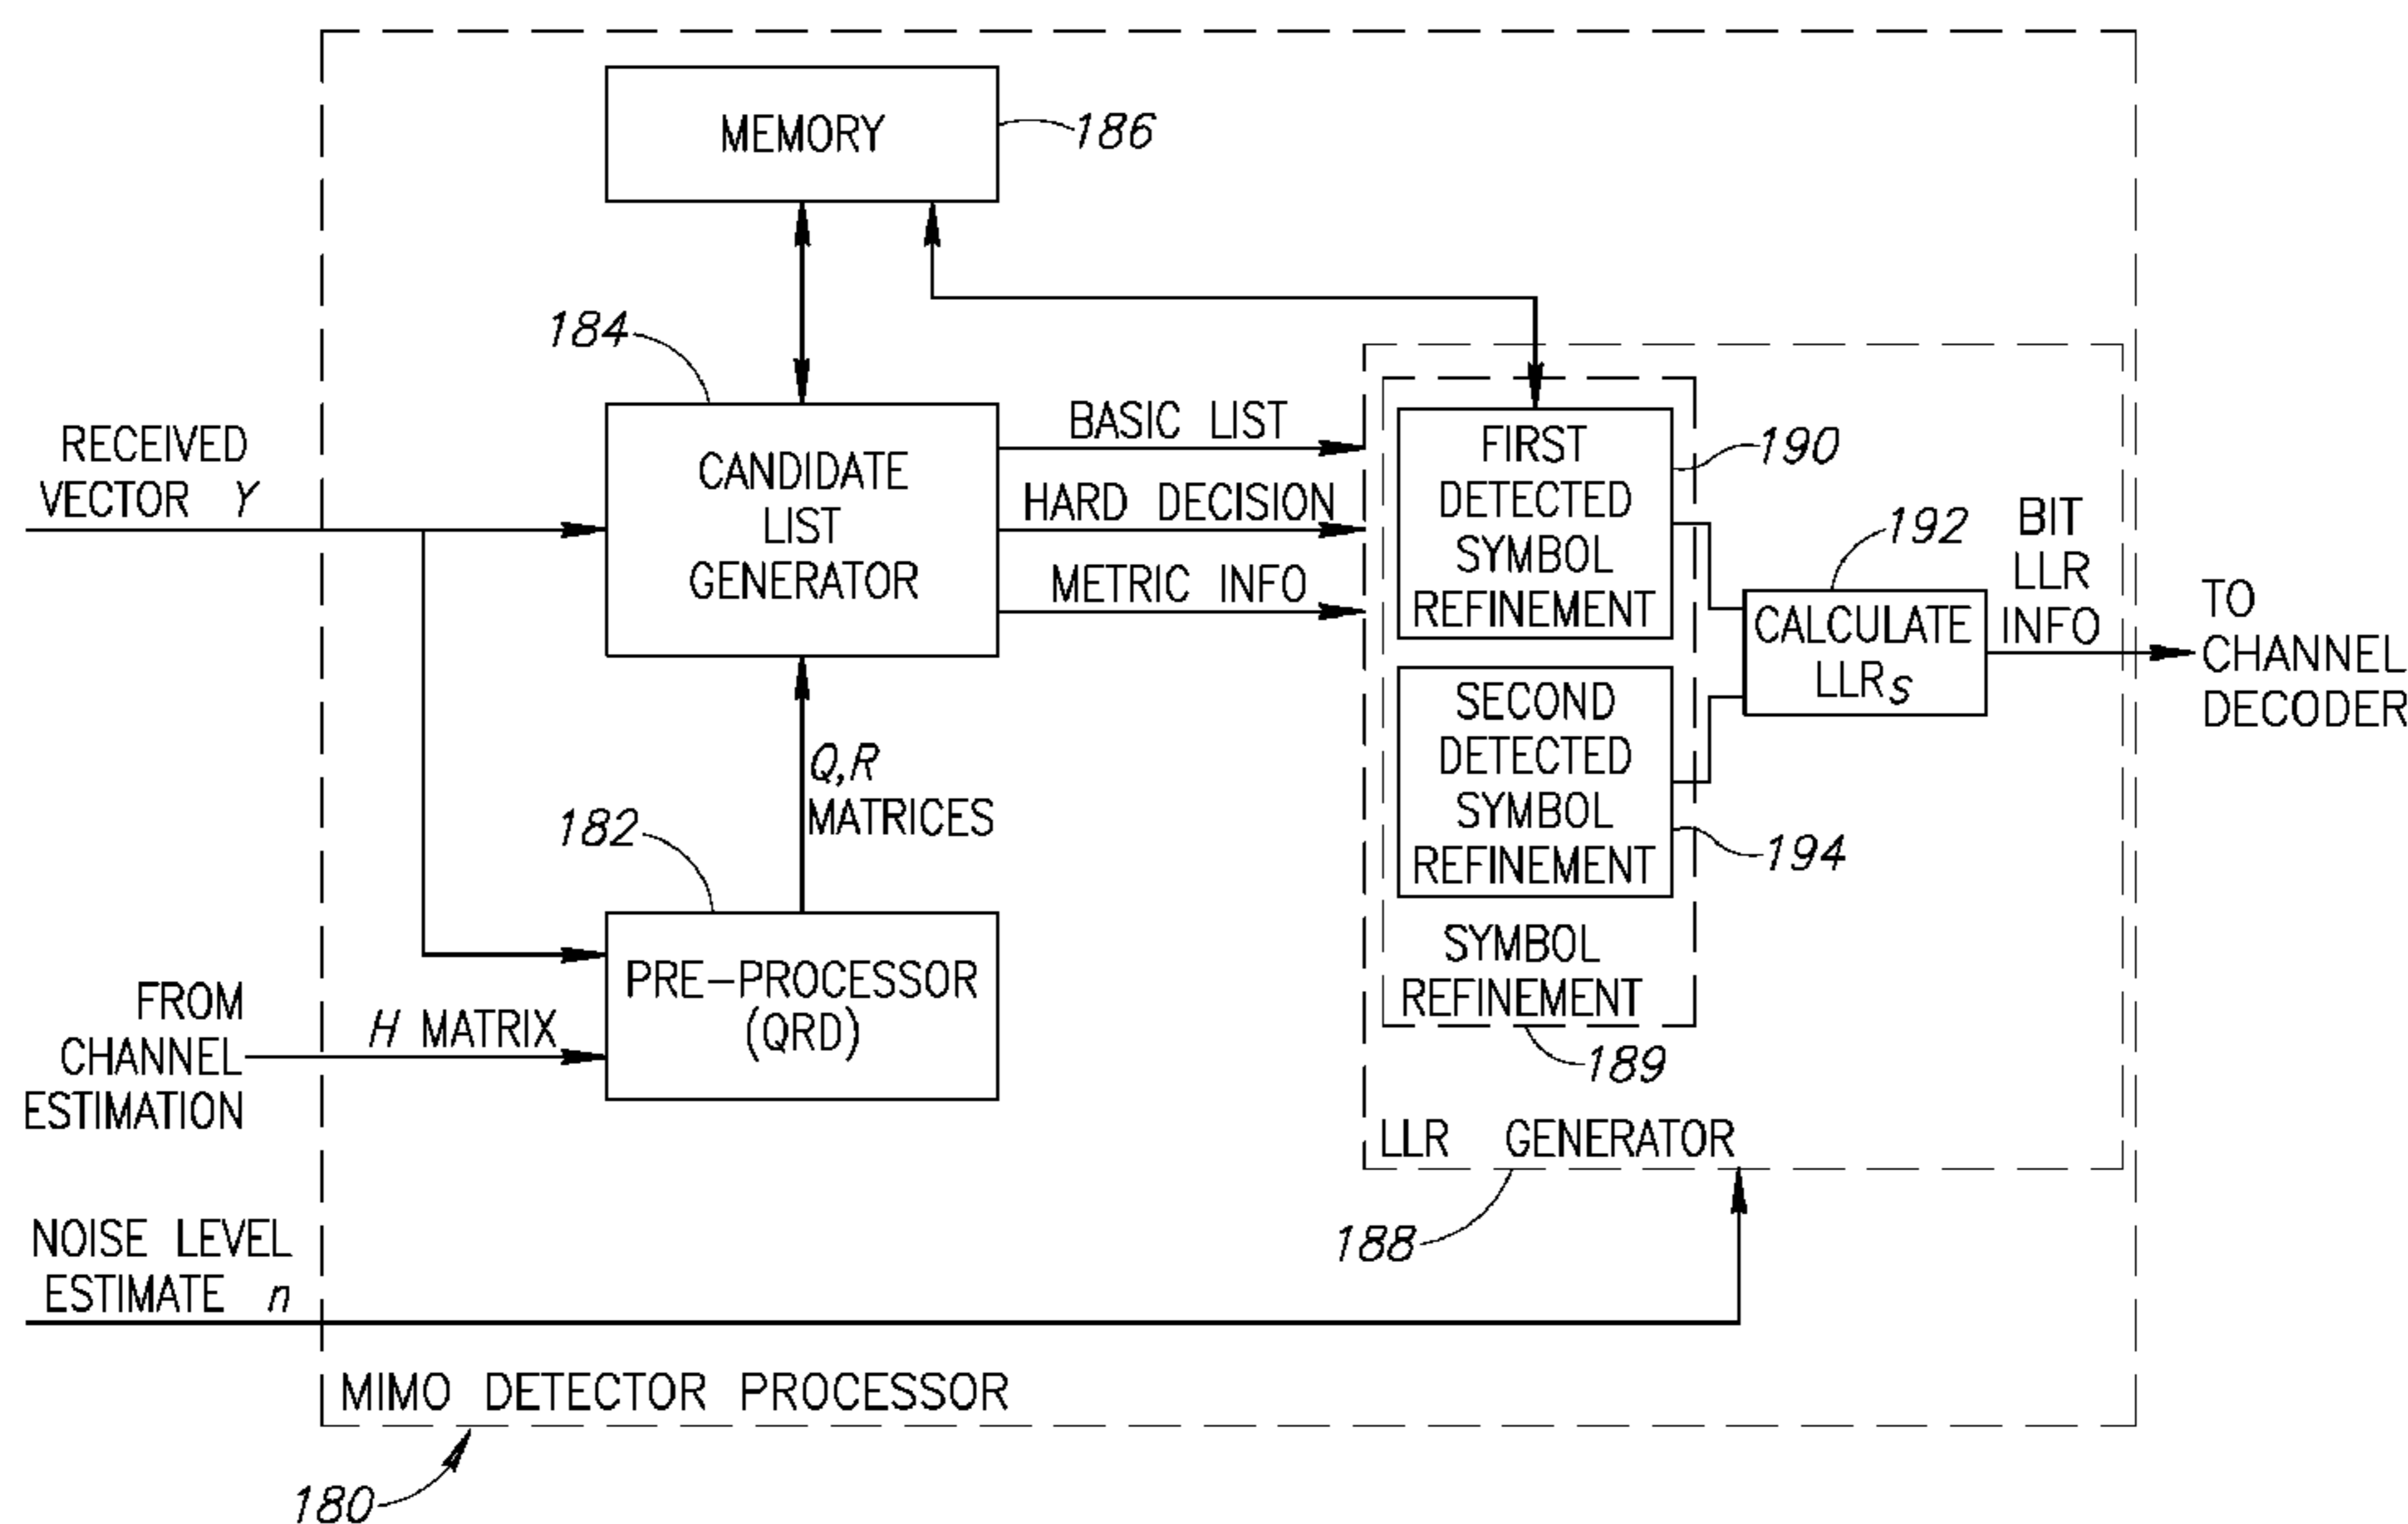 MEMORY
186
184
RECEIVED
VECTOR Y
CANDIDATE
LIST
GENERATOR
BASIC LIST
HARD DECISION
METRIC INFO
FIRST
DETECTED
SYMBOL
REFINEMENT
190
SECOND
DETECTED
SYMBOL
REFINEMENT
194
SYMBOL
REFINEMENT
189
192
CALCULATE
LLRS
BIT
LLR
INFO
TO
CHANNEL
DECODER
Q,R
MATRICES
182
PRE-PROCESSOR
(QRD)
FROM
CHANNEL
ESTIMATION
H MATRIX
LLR GENERATOR
188
NOISE LEVEL
ESTIMATE n
MIMO DETECTOR PROCESSOR
180